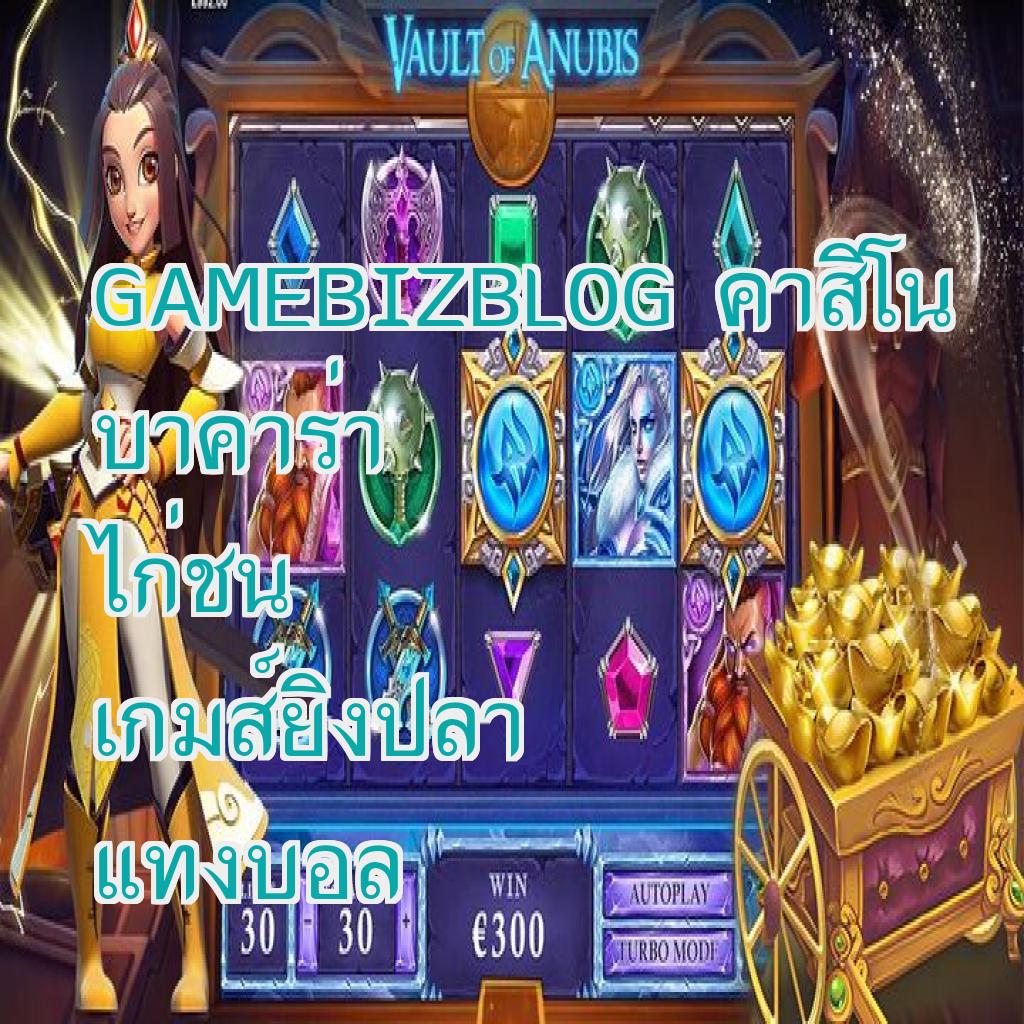 VAULT OF ANUBIS
GAMEBIZBLOG คาสิโน
บาคาร่า
ไก่ชน
เกมส์ยิงปลา
แทงบอล
WIN
30 - 30 + €300
AUTOPLAY
TURBO MODE